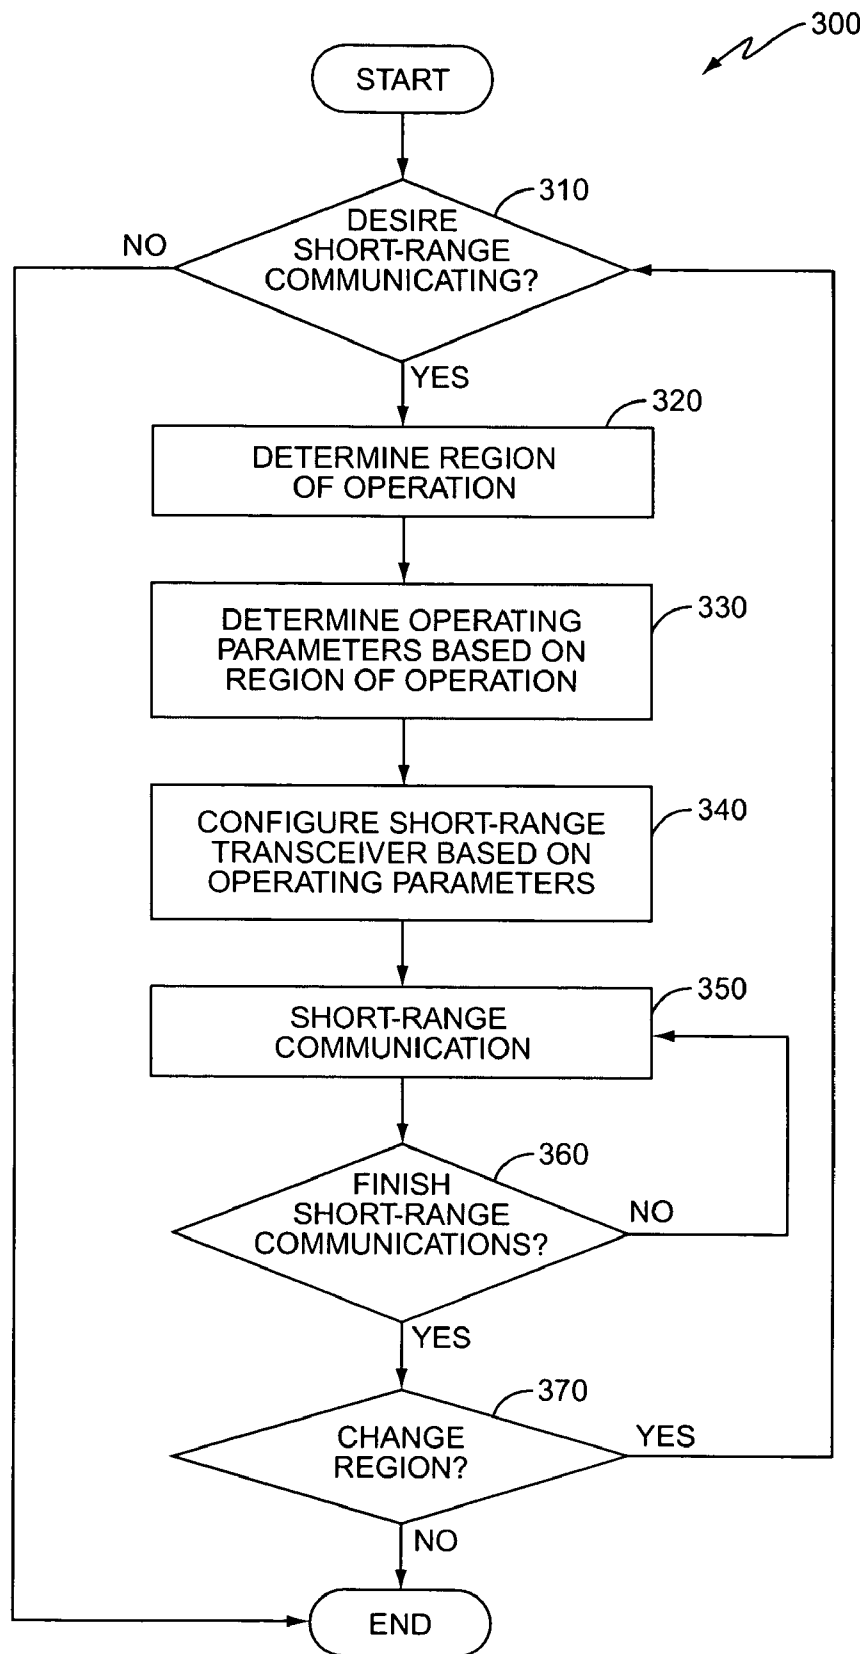 300
START
310
DESIRE
SHORT-RANGE
COMMUNICATING?
NO
YES
320
DETERMINE REGION
OF OPERATION
330
DETERMINE OPERATING
PARAMETERS BASED ON
REGION OF OPERATION
340
CONFIGURE SHORT-RANGE
TRANSCEIVER BASED ON
OPERATING PARAMETERS
350
SHORT-RANGE
COMMUNICATION
360
FINISH
SHORT-RANGE
COMMUNICATIONS?
NO
YES
370
CHANGE
REGION?
YES
NO
END